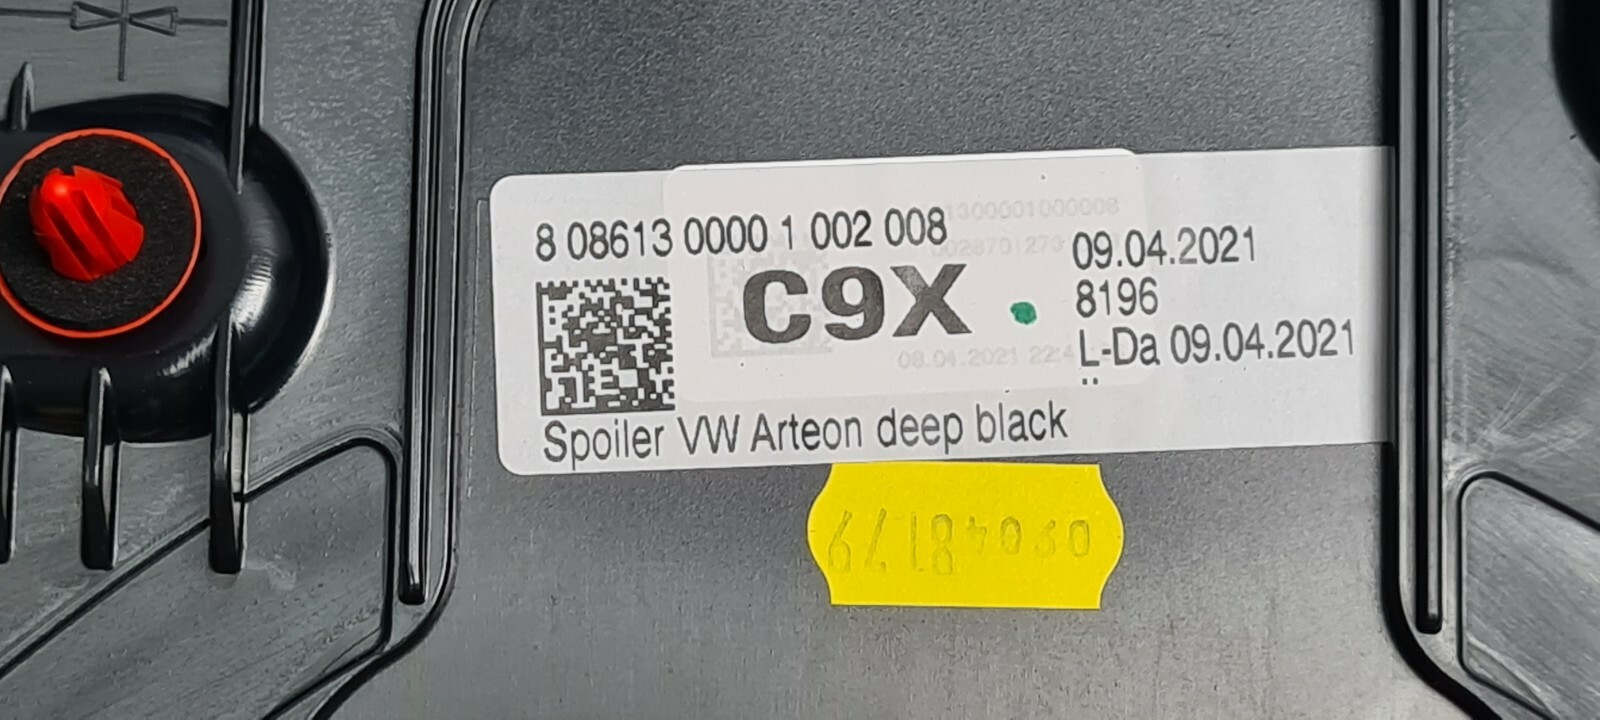 8 08613 0000 1 002 008
C9X
09.04.2021
8196
L-Da 09.04.2021
Spoiler VW Arteon deep black